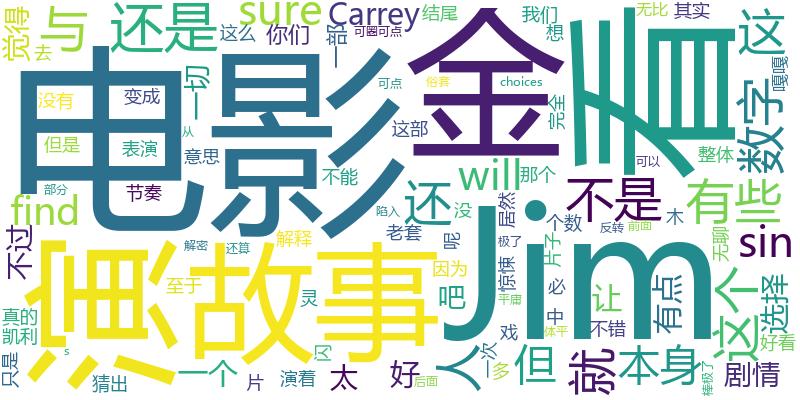 觉得
与
还是
这么
sure
你们
Carrey
可圈可点
一部
结尾
去
我们
想
金
看
无比
其实
这
嘎嘎
电影
没有
变成
但是
表演
一切
意思
节奏
不能
从
部分
find
解密
还算
解释
这部
可点
俗套
choices
will
那个
还
没
完全
陷入
老套
呢
居然
极了
不是
个数
反转
可以
前面
木
数字
整体
有些
无聊
sin
不过
演
故事
至于
灵
闪
因为
吧
Jim
惊悚
平庸
片子
必
中
体平
让
不错
有点
这个
选择
好看
真的
凯利
只是
s
猜出
一个
片
演着
太
好
后面
人
一次
多
戏
但
就
本身
棒极了
剧情